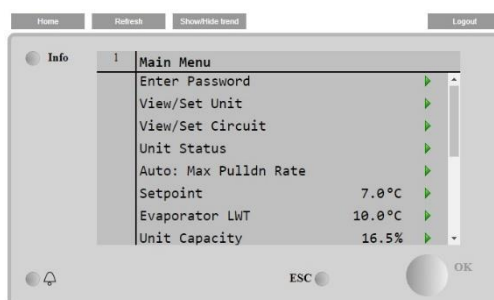 Home Refresh Show/Hide trend Logout
Info 1 Main Menu
Enter Password
View/Set Unit
View/Set Circuit
Unit Status
Auto: Max Pulldn Rate
Setpoint 7.0°C
Evaporator LWT 10.0°C
Unit Capacity 16.5%
ESC OK